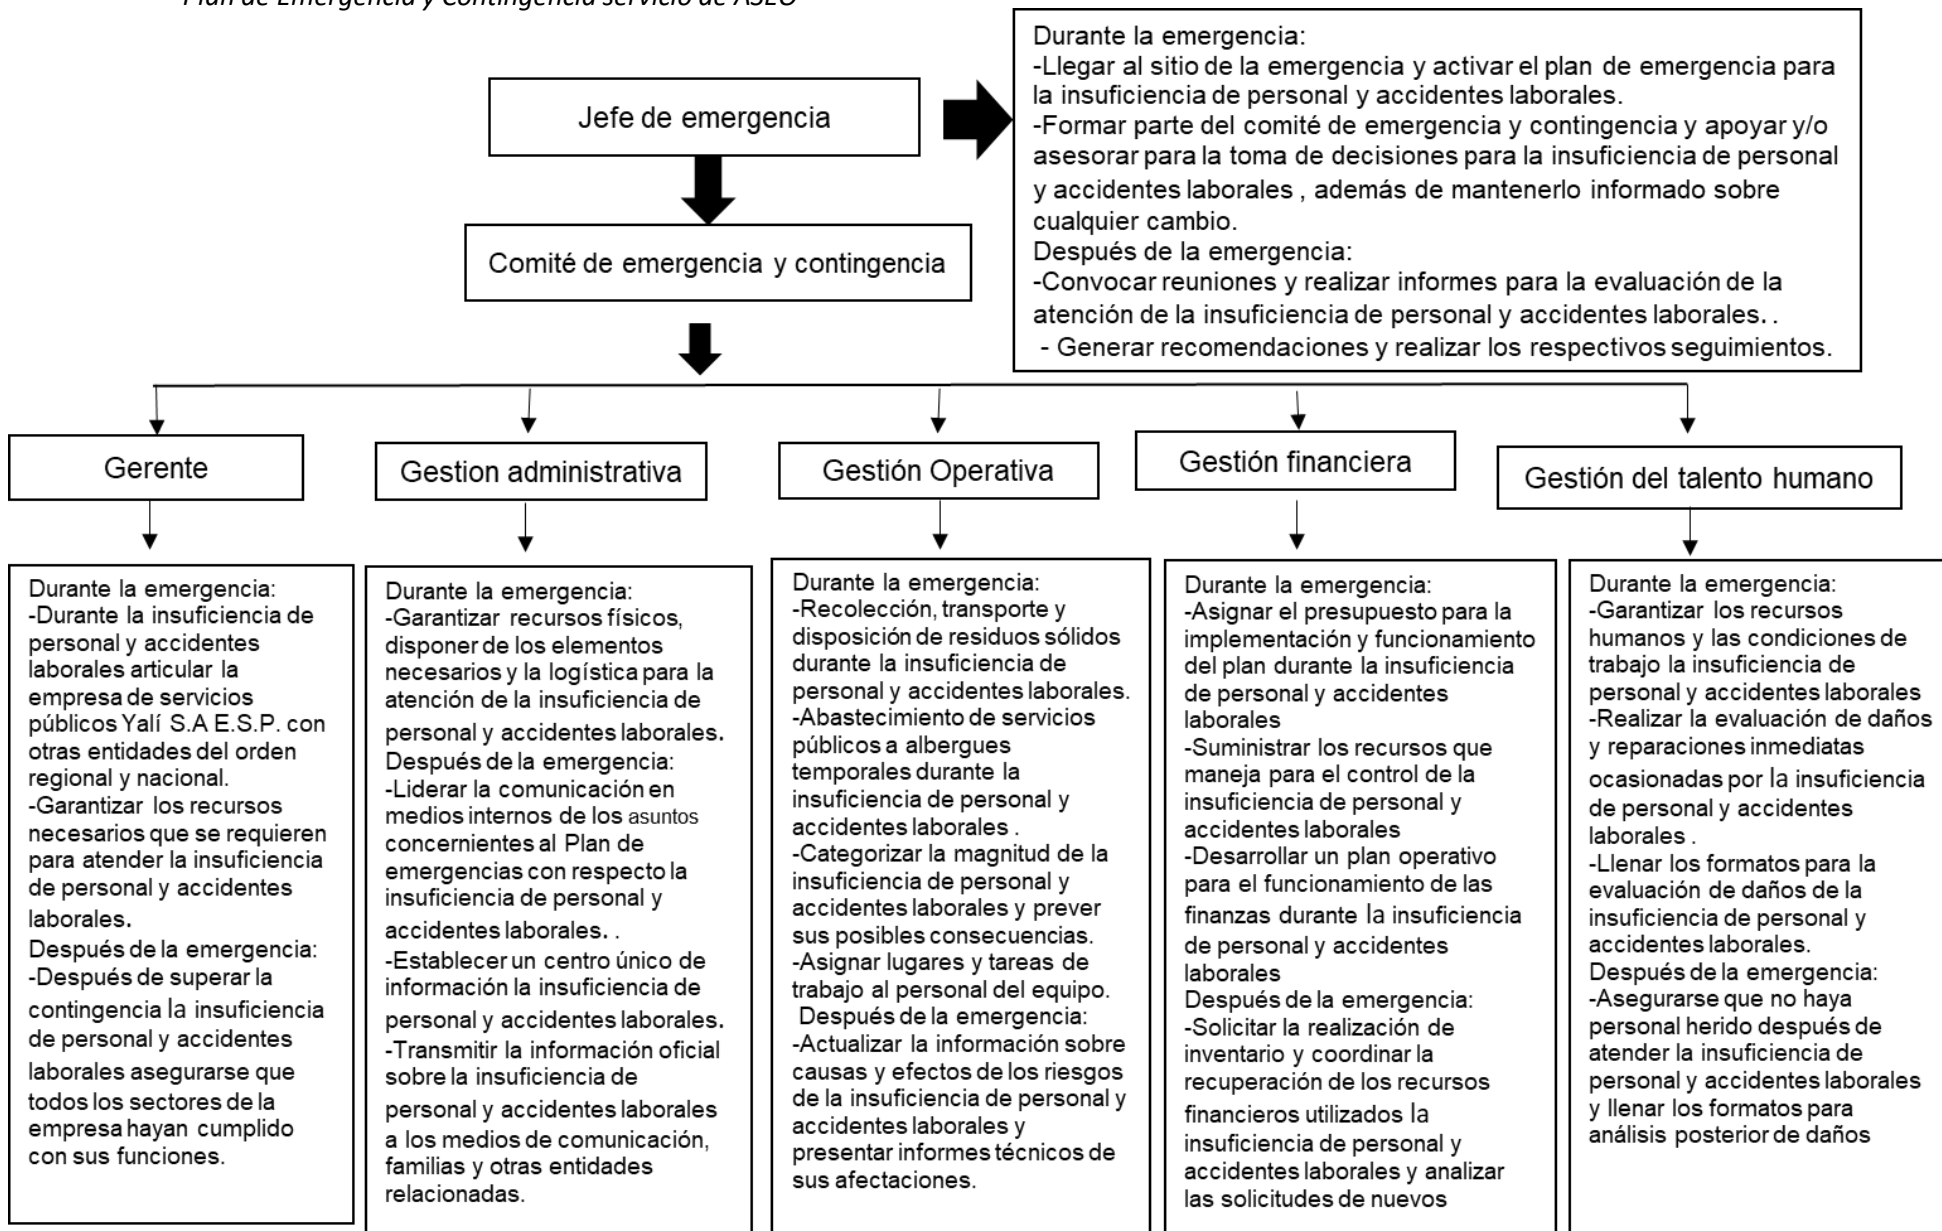 Plan de Emergencia y Contingencia servicio de ASEO
Jefe de emergencia
Durante la emergencia:
-Llegar al sitio de la emergencia y activar el plan de emergencia para
la insuficiencia de personal y accidentes laborales.
-Formar parte del comité de emergencia y contingencia y apoyar y/o
asesorar para la toma de decisiones para la insuficiencia de personal
y accidentes laborales , además de mantenerlo informado sobre
cualquier cambio.
Después de la emergencia:
-Convocar reuniones y realizar informes para la evaluación de la
atención de la insuficiencia de personal y accidentes laborales. .
- Generar recomendaciones y realizar los respectivos seguimientos.
Comité de emergencia y contingencia
Gerente
Gestion administrativa
Gestión Operativa
Gestión financiera
Gestión del talento humano
Durante la emergencia:
-Durante la insuficiencia de
personal y accidentes
laborales articular la
empresa de servicios
públicos Yalí S.A E.S.P. con
otras entidades del orden
regional y nacional.
-Garantizar los recursos
necesarios que se requieren
para atender la insuficiencia
de personal y accidentes
laborales.
Después de la emergencia:
-Después de superar la
contingencia la insuficiencia
de personal y accidentes
laborales asegurarse que
todos los sectores de la
empresa hayan cumplido
con sus funciones.
Durante la emergencia:
-Garantizar recursos físicos,
disponer de los elementos
necesarios y la logística para la
atención de la insuficiencia de
personal y accidentes laborales.
Después de la emergencia:
-Liderar la comunicación en
medios internos de los asuntos
concernientes al Plan de
emergencias con respecto la
insuficiencia de personal y
accidentes laborales. .
-Establecer un centro único de
información la insuficiencia de
personal y accidentes laborales.
-Transmitir la información oficial
sobre la insuficiencia de
personal y accidentes laborales
a los medios de comunicación,
familias y otras entidades
relacionadas.
Durante la emergencia:
-Recolección, transporte y
disposición de residuos sólidos
durante la insuficiencia de
personal y accidentes laborales.
-Abastecimiento de servicios
públicos a albergues
temporales durante la
insuficiencia de personal y
accidentes laborales .
-Categorizar la magnitud de la
insuficiencia de personal y
accidentes laborales y prever
sus posibles consecuencias.
-Asignar lugares y tareas de
trabajo al personal del equipo.
Después de la emergencia:
-Actualizar la información sobre
causas y efectos de los riesgos
de la insuficiencia de personal y
accidentes laborales y
presentar informes técnicos de
sus afectaciones.
Durante la emergencia:
-Asignar el presupuesto para la
implementación y funcionamiento
del plan durante la insuficiencia
de personal y accidentes
laborales
-Suministrar los recursos que
maneja para el control de la
insuficiencia de personal y
accidentes laborales
-Desarrollar un plan operativo
para el funcionamiento de las
finanzas durante la insuficiencia
de personal y accidentes
laborales
Después de la emergencia:
-Solicitar la realización de
inventario y coordinar la
recuperación de los recursos
financieros utilizados la
insuficiencia de personal y
accidentes laborales y analizar
las solicitudes de nuevos
Durante la emergencia:
-Garantizar los recursos
humanos y las condiciones de
trabajo la insuficiencia de
personal y accidentes laborales
-Realizar la evaluación de daños
y reparaciones inmediatas
ocasionadas por la insuficiencia
de personal y accidentes
laborales .
-Llenar los formatos para la
evaluación de daños de la
insuficiencia de personal y
accidentes laborales.
Después de la emergencia:
-Asegurarse que no haya
personal herido después de
atender la insuficiencia de
personal y accidentes laborales
y llenar los formatos para
análisis posterior de daños